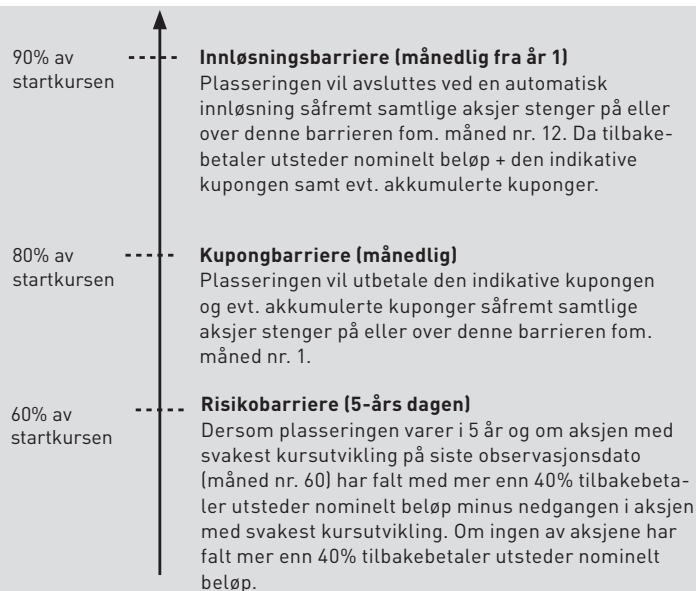 90% av
startkursen
Innløsningsbarriere (månedlig fra år 1)
Plasseringen vil avsluttes ved en automatisk
innløsning såfremt samtlige aksjer stenger på eller
over denne barrieren fom. måned nr. 12. Da tilbake-
betaler utsteder nominelt beløp + den indikative
kupongen samt evt. akkumulerte kuponger.
80% av
startkursen
Kupongbarriere (månedlig)
Plasseringen vil utbetale den indikative kupongen
og evt. akkumulerte kuponger såfremt samtlige
aksjer stenger på eller over denne barrieren fom.
måned nr. 1.
60% av
startkursen
Risikobarriere (5-års dagen)
Dersom plasseringen varer i 5 år og om aksjen med
svakest kursutvikling på siste observasjonsdato
(måned nr. 60) har falt med mer enn 40% tilbakebeta-
ler utsteder nominelt beløp minus nedgangen i aksjen
med svakest kursutvikling. Om ingen av aksjene har
falt mer enn 40% tilbakebetaler utsteder nominelt
beløp.